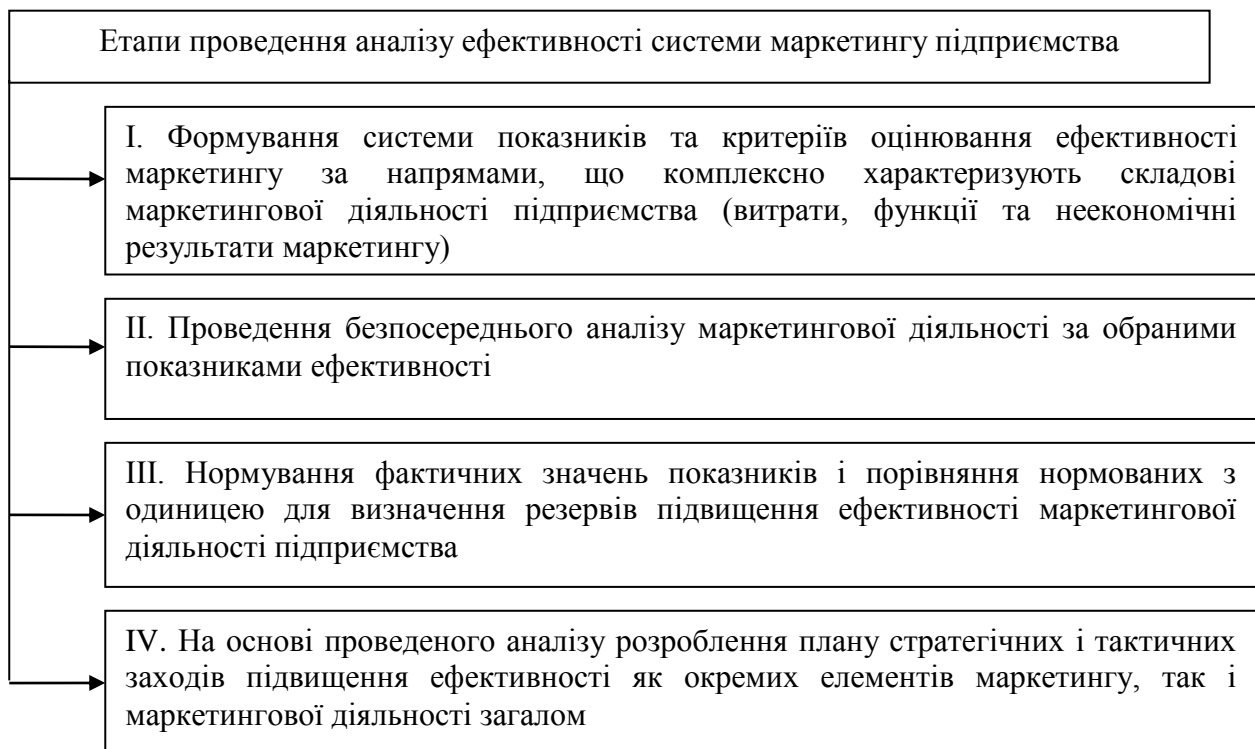 Етапи проведення аналізу ефективності системи маркетингу підприємства
I. Формування системи показників та критеріїв оцінювання ефективності
маркетингу за напрямами, що комплексно характеризують складові
маркетингової діяльності підприємства (витрати, функції та неекономічні
результати маркетингу)
II. Проведення безпосереднього аналізу маркетингової діяльності за обраними
показниками ефективності
III. Нормування фактичних значень показників і порівняння нормованих з
одиницею для визначення резервів підвищення ефективності маркетингової
діяльності підприємства
IV. На основі проведеного аналізу розроблення плану стратегічних і тактичних
заходів підвищення ефективності як окремих елементів маркетингу, так і
маркетингової діяльності загалом